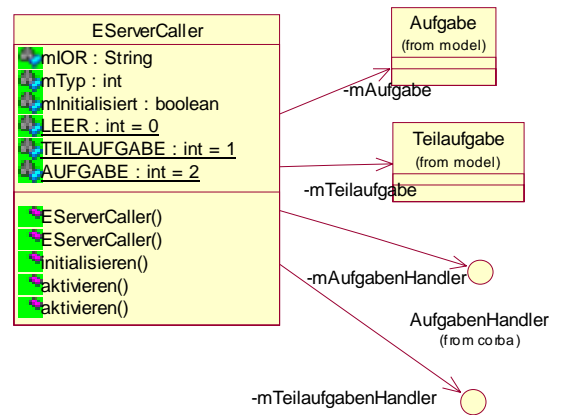 EServerCaller
mIOR : String
mTyp : int
mInitialisiert : boolean
LEER : int = 0
TEILAUFGABE : int = 1
AUFGABE : int = 2
EServerCaller()
EServerCaller()
initialisieren()
aktivieren()
aktivieren()
Aufgabe
(from model)
-mAufgabe
Teilaufgabe
(from model)
-mTeilaufgabe
-mAufgabenHandler
AufgabenHandler
(from corba)
-mTeilaufgabenHandler